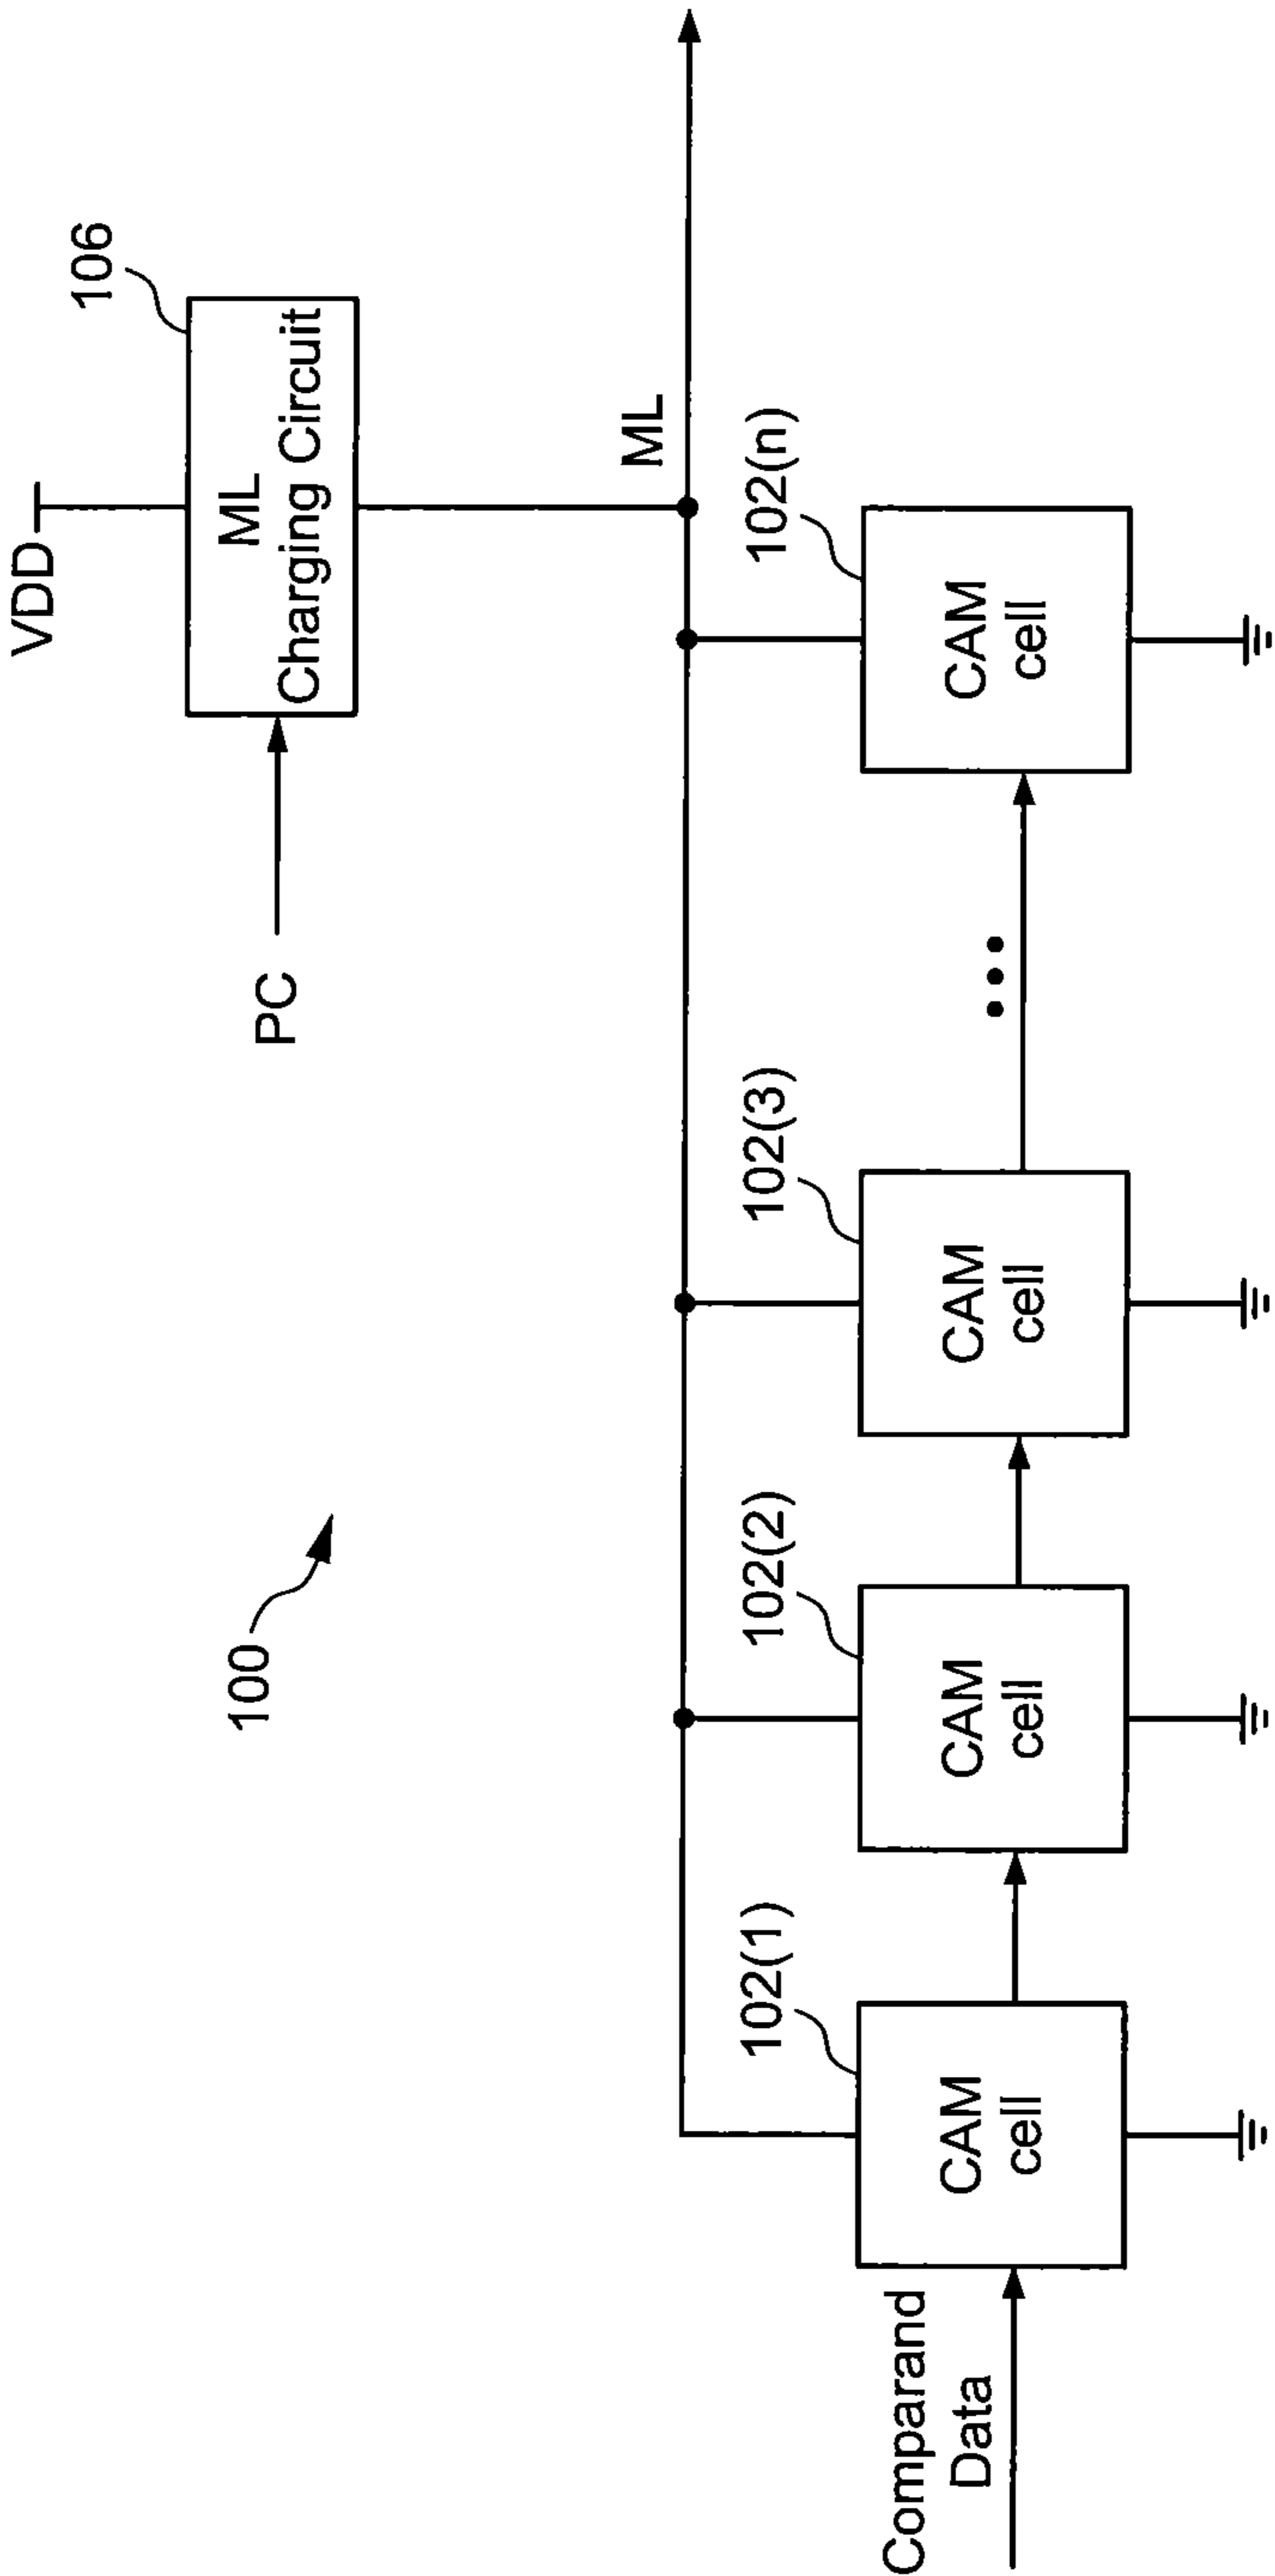 VDD
106
ML
Charging Circuit
PC
100
ML
102(1)
102(2)
102(3)
102(n)
CAM
cell
CAM
cell
CAM
cell
•••
CAM
cell
Comparand
Data